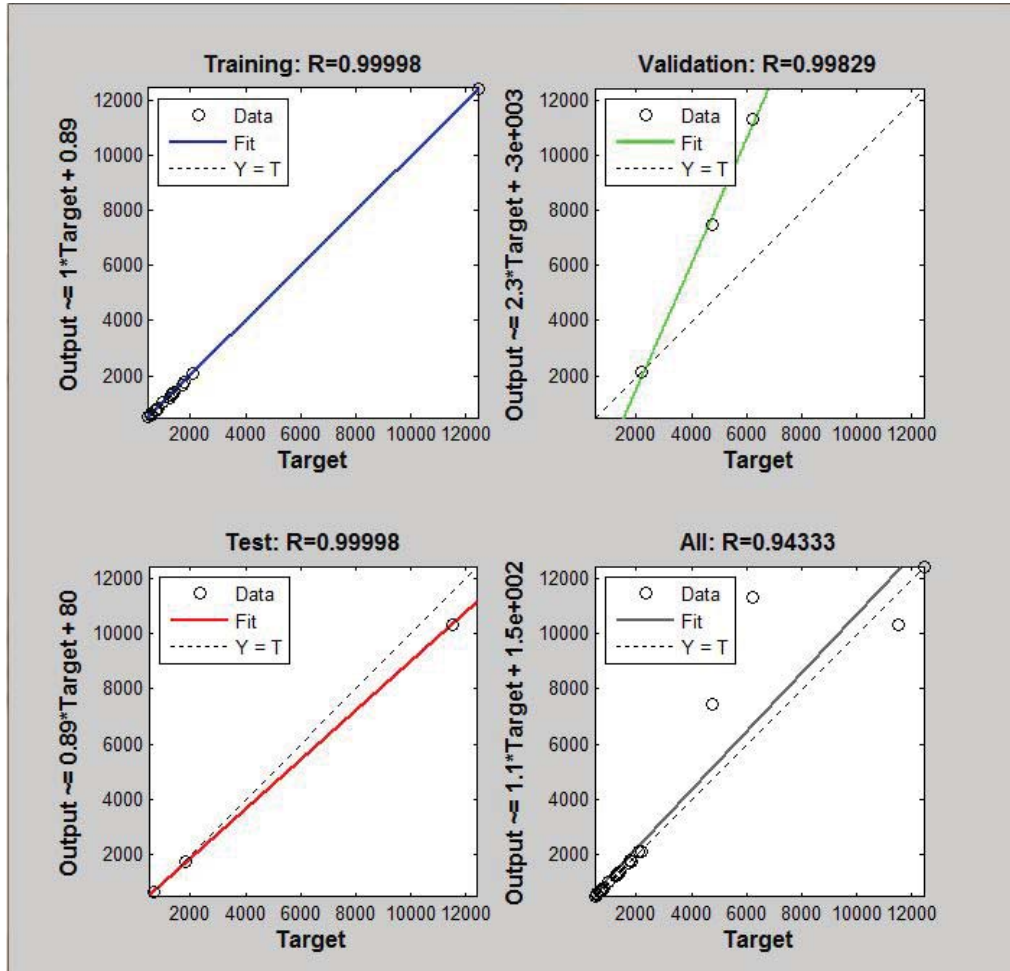 Training: R=0.99998
Output ~= 1*Target + 0.89
12000
10000
8000
6000
4000
2000
Data
Fit
Y = T
2000 4000 6000 8000 10000 12000
Target
Validation: R=0.99829
Output ~= 2.3*Target + -3e+003
12000
10000
8000
6000
4000
2000
Data
Fit
Y = T
2000 4000 6000 8000 10000 12000
Target
Test: R=0.99998
Output ~= 0.89*Target + 80
12000
10000
8000
6000
4000
2000
Data
Fit
Y = T
2000 4000 6000 8000 10000 12000
Target
All: R=0.94333
Output ~= 1.1*Target + 1.5e+002
12000
10000
8000
6000
4000
2000
Data
Fit
Y = T
2000 4000 6000 8000 10000 12000
Target